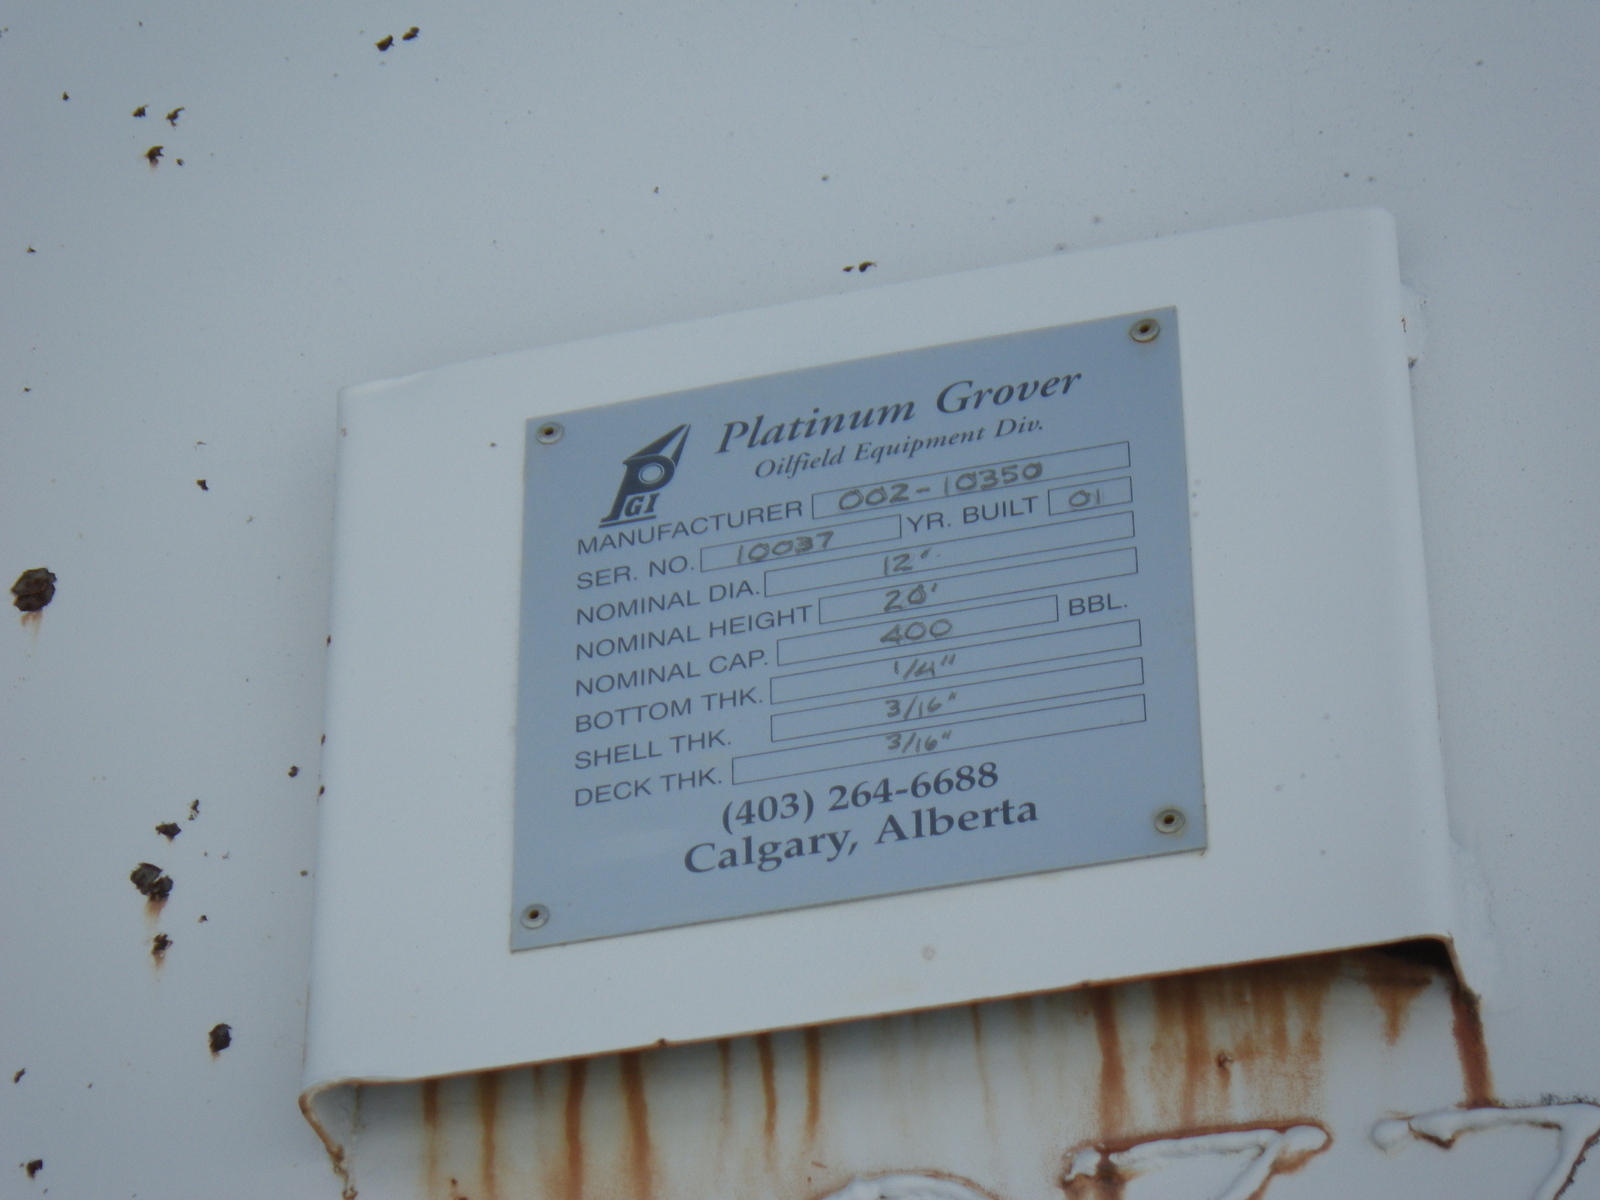 PGI
Platinum Grover
Oilfield Equipment Div.
MANUFACTURER 002-10350
SER. NO. 10037 YR. BUILT 01
NOMINAL DIA. 12"
NOMINAL HEIGHT 20'
NOMINAL CAP. 400 BBL.
BOTTOM THK. 1/4"
SHELL THK. 3/16"
DECK THK. 3/16"
(403) 264-6688
Calgary, Alberta